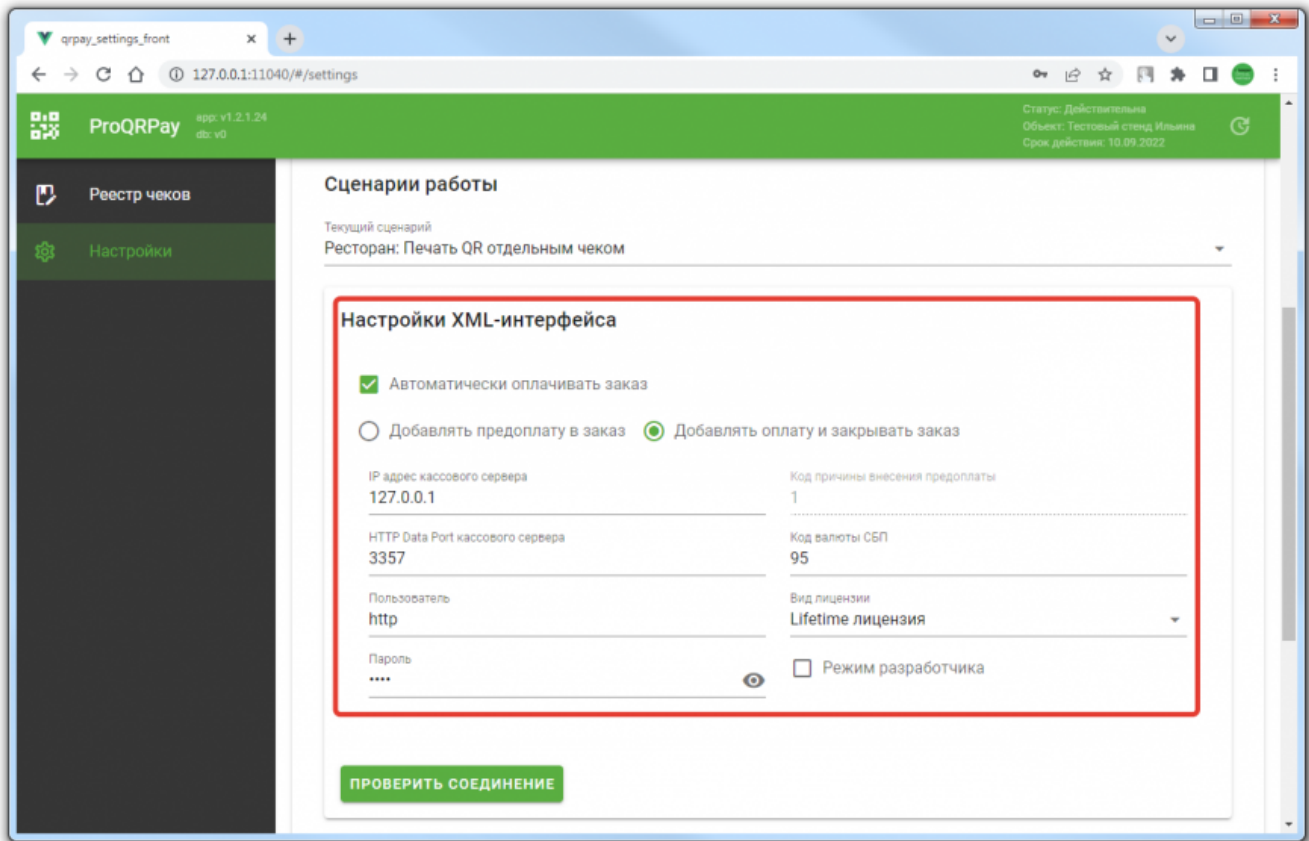 qrpay_settings_front
127.0.0.1:11040/#/settings
ProQRPay
app: v1.2.1.24
db: v0
Статус: Действительна
Объект: Тестовый стенд Ильина
Срок действия: 10.09.2022
Реестр чеков
Настройки
Сценарии работы
Текущий сценарий
Ресторан: Печать QR отдельным чеком
Настройки XML-интерфейса
Автоматически оплачивать заказ
Добавлять предоплату в заказ Добавлять оплату и закрывать заказ
IP адрес кассового сервера
127.0.0.1
Код причины внесения предоплаты
1
HTTP Data Port кассового сервера
3357
Код валюты СБП
95
Пользователь
http
Вид лицензии
Lifetime лицензия
Пароль
••••
Режим разработчика
ПРОВЕРИТЬ СОЕДИНЕНИЕ